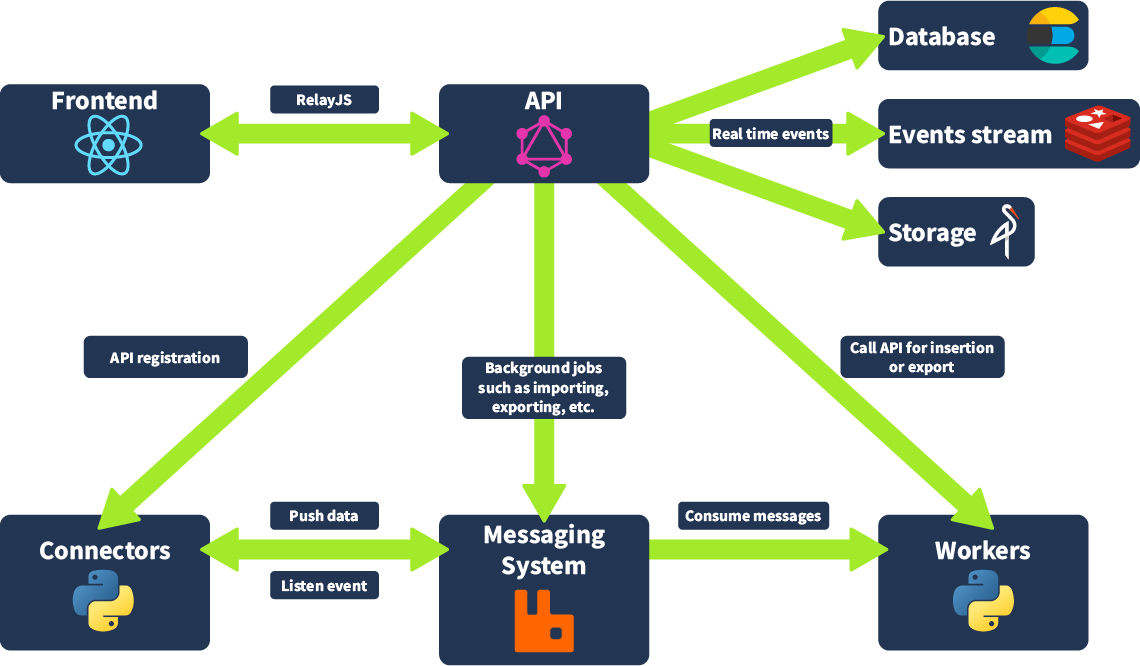 Database
Frontend
RelayJS
API
Real time events
Events stream
Storage
API registration
Background jobs
such as importing,
exporting, etc.
Call API for insertion
or export
Push data
Consume messages
Connectors
Listen event
Messaging
System
Workers